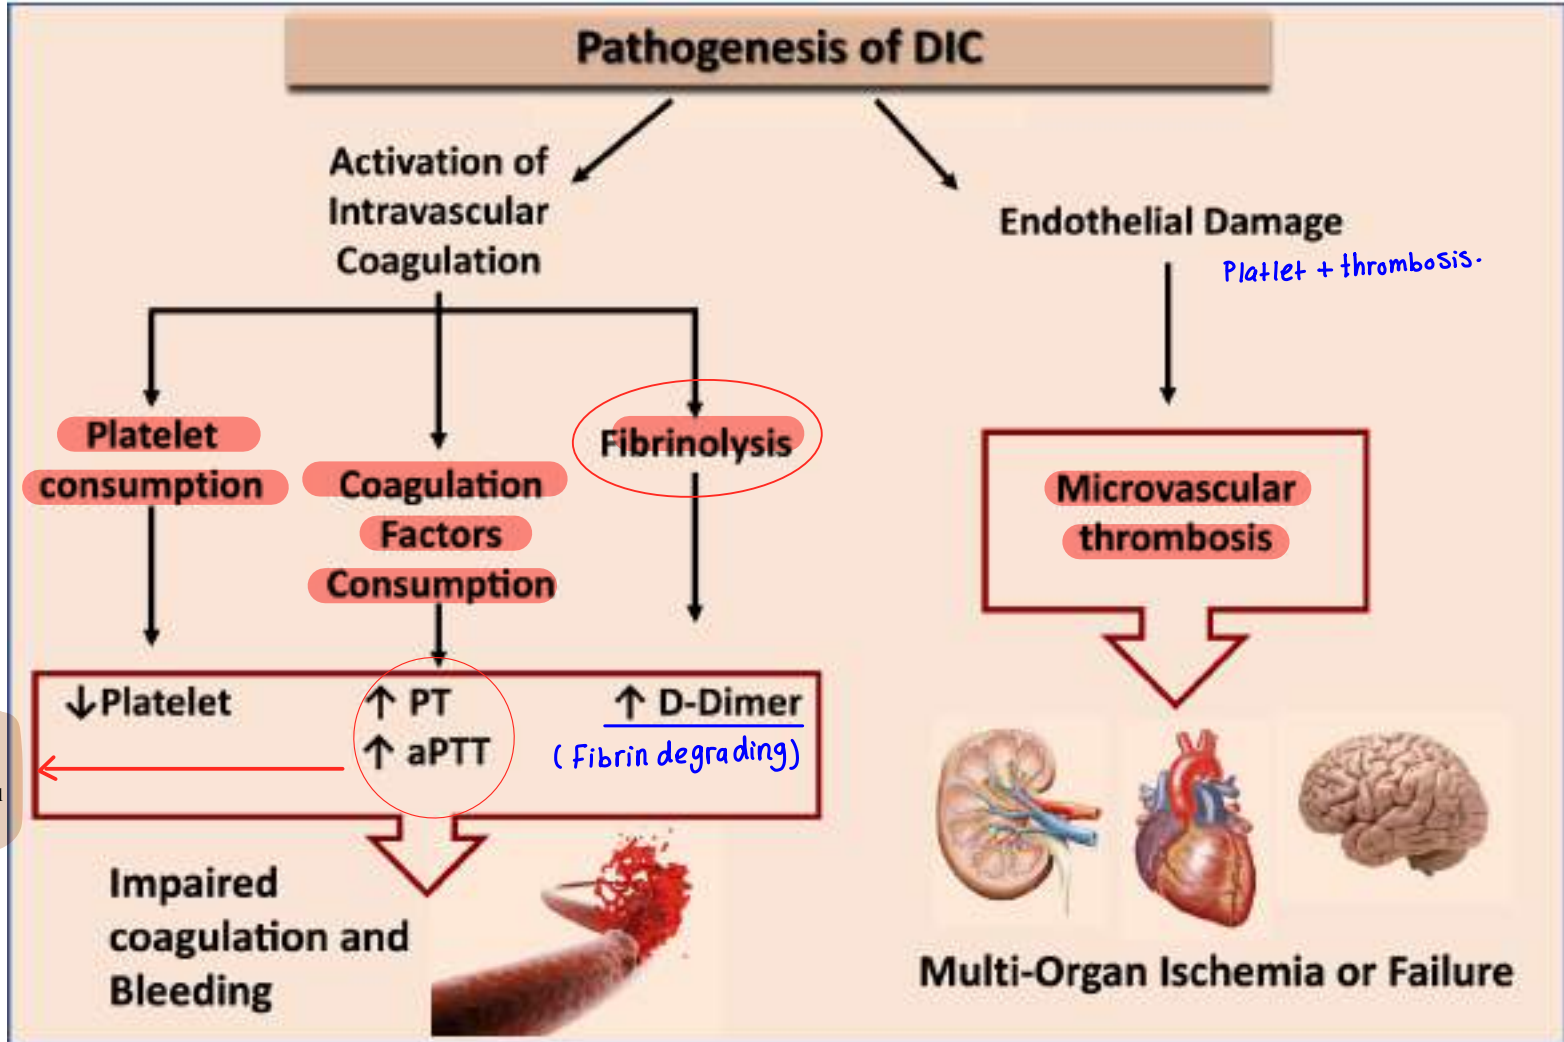 Pathogenesis of DIC
Activation of
Intravascular
Coagulation
Endothelial Damage
Platlet + thrombosis.
Platelet
consumption
Coagulation
Factors
Consumption
Fibrinolysis
Microvascular
thrombosis
↓Platelet
↑ PT
↑ aPTT
↑ D-Dimer
(Fibrin degrading)
Impaired
coagulation and
Bleeding
Multi-Organ Ischemia or Failure